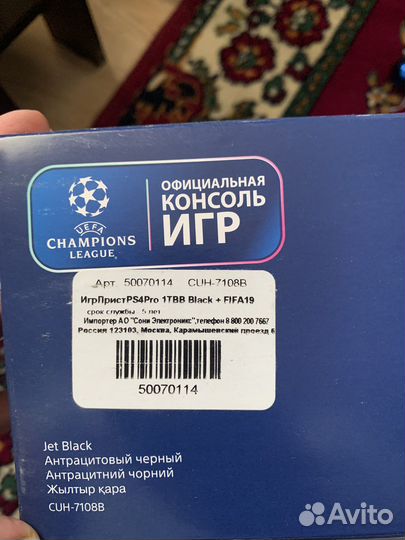 UEFA
CHAMPIONS
LEAGUE
ОФИЦИАЛЬНАЯ
КОНСОЛЬ
ИГР
Арт. 50070114 CUH-7108B
ИгрПристPS4Pro 1TBB Black + FIFA19
срок службы 5 лет
Импортер АО "Сони Электроникс",телефон 8 800 200 7667
Россия 123103, Москва, Карамышевский проезд 6
50070114
Jet Black
Антрацитовый черный
Антрацитний чорний
Жылтыр қара
CUH-7108B
Avito